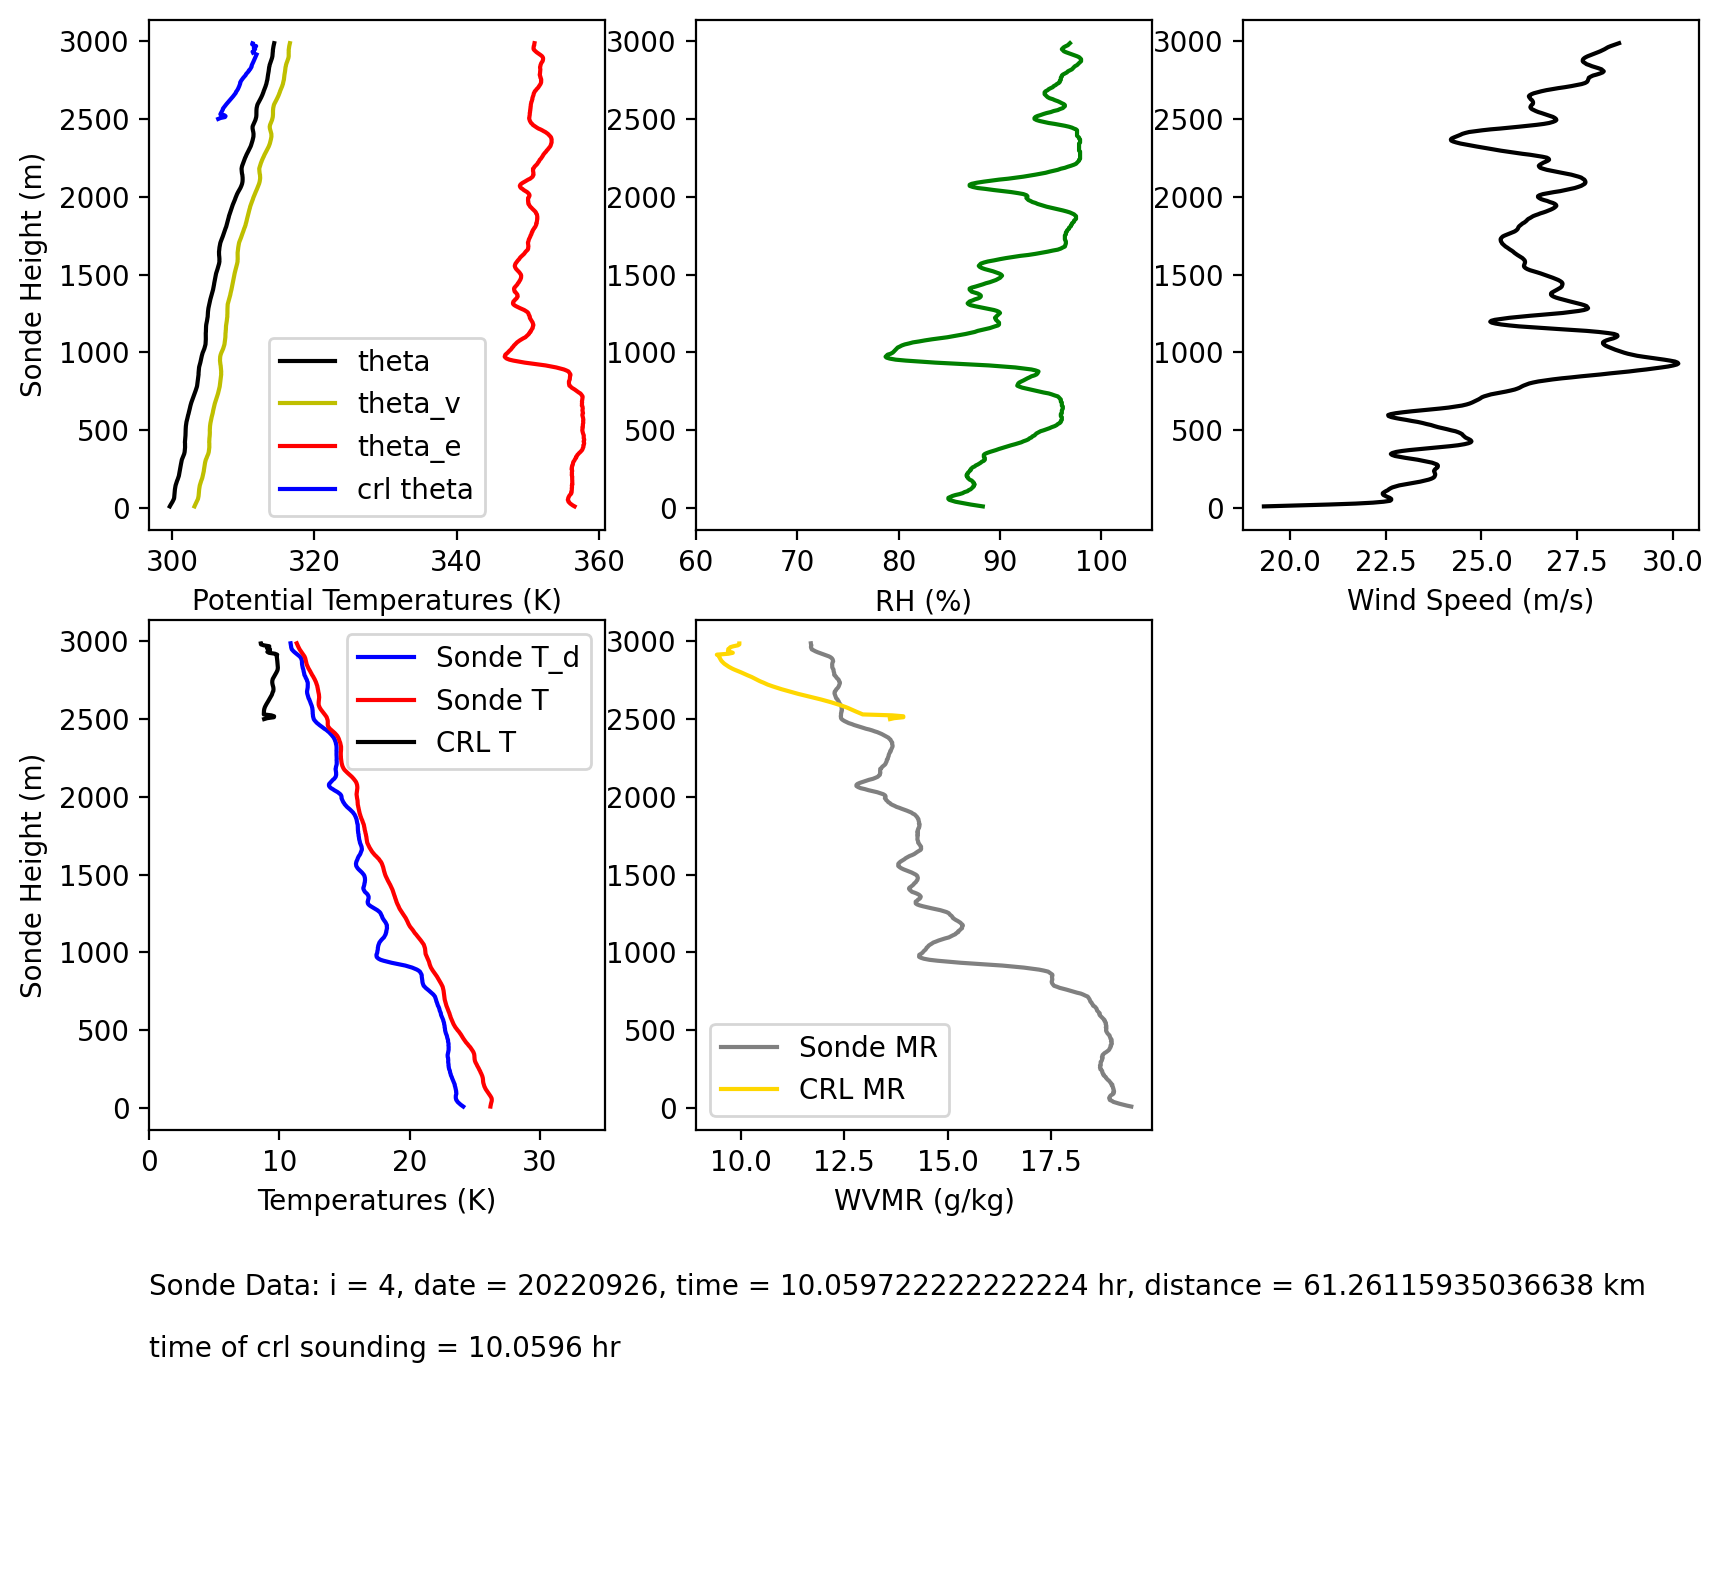 3000
2500
2000
1500
1000
500
0
Sonde Height (m)
theta
theta_v
theta_e
crl theta
300 320 340 360
Potential Temperatures (K)
3000
2500
2000
1500
1000
500
0
60 70 80 90 100
RH (%)
3000
2500
2000
1500
1000
500
0
20.0 22.5 25.0 27.5 30.0
Wind Speed (m/s)
3000
2500
2000
1500
1000
500
0
Sonde Height (m)
Sonde T_d
Sonde T
CRL T
0 10 20 30
Temperatures (K)
3000
2500
2000
1500
1000
500
0
Sonde MR
CRL MR
10.0 12.5 15.0 17.5
WVMR (g/kg)
Sonde Data: i = 4, date = 20220926, time = 10.059722222222224 hr, distance = 61.26115935036638 km
time of crl sounding = 10.0596 hr